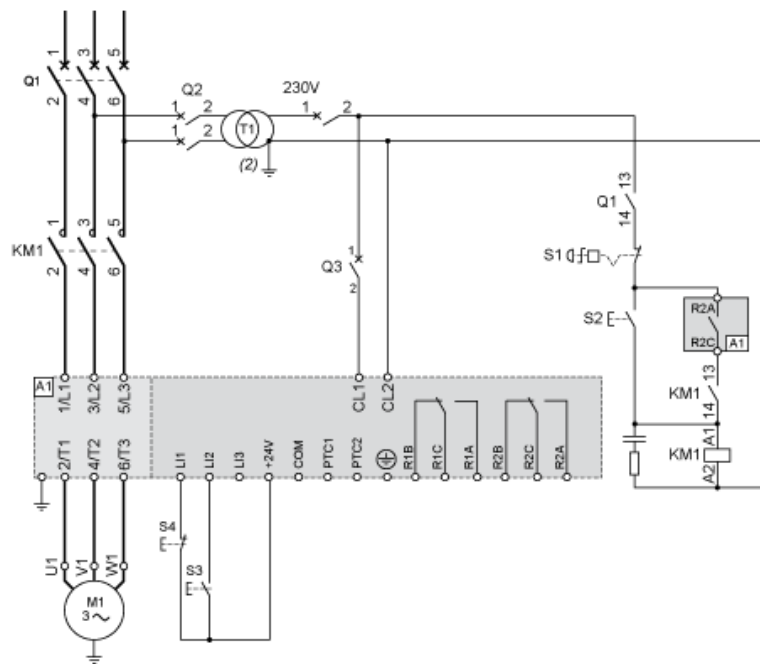 1 3 5
Q1
2 4 6
Q2
1 2
1 2
T1
(2)
230V
1 2
1 3 5
KM1
2 4 6
Q3
1
2
Q1
13
14
S1
S2
R2A
R2C
A1
KM1
13
14
KM1
A1
A2
A1
1/L1 3/L2 5/L3
CL1 CL2
2/T1 4/T2 6/T3
LI1 LI2 LI3 +24V COM PTC1 PTC2 R1B R1C R1A R2B R2C R2A
S4
S3
U1 V1 W1
M1
3